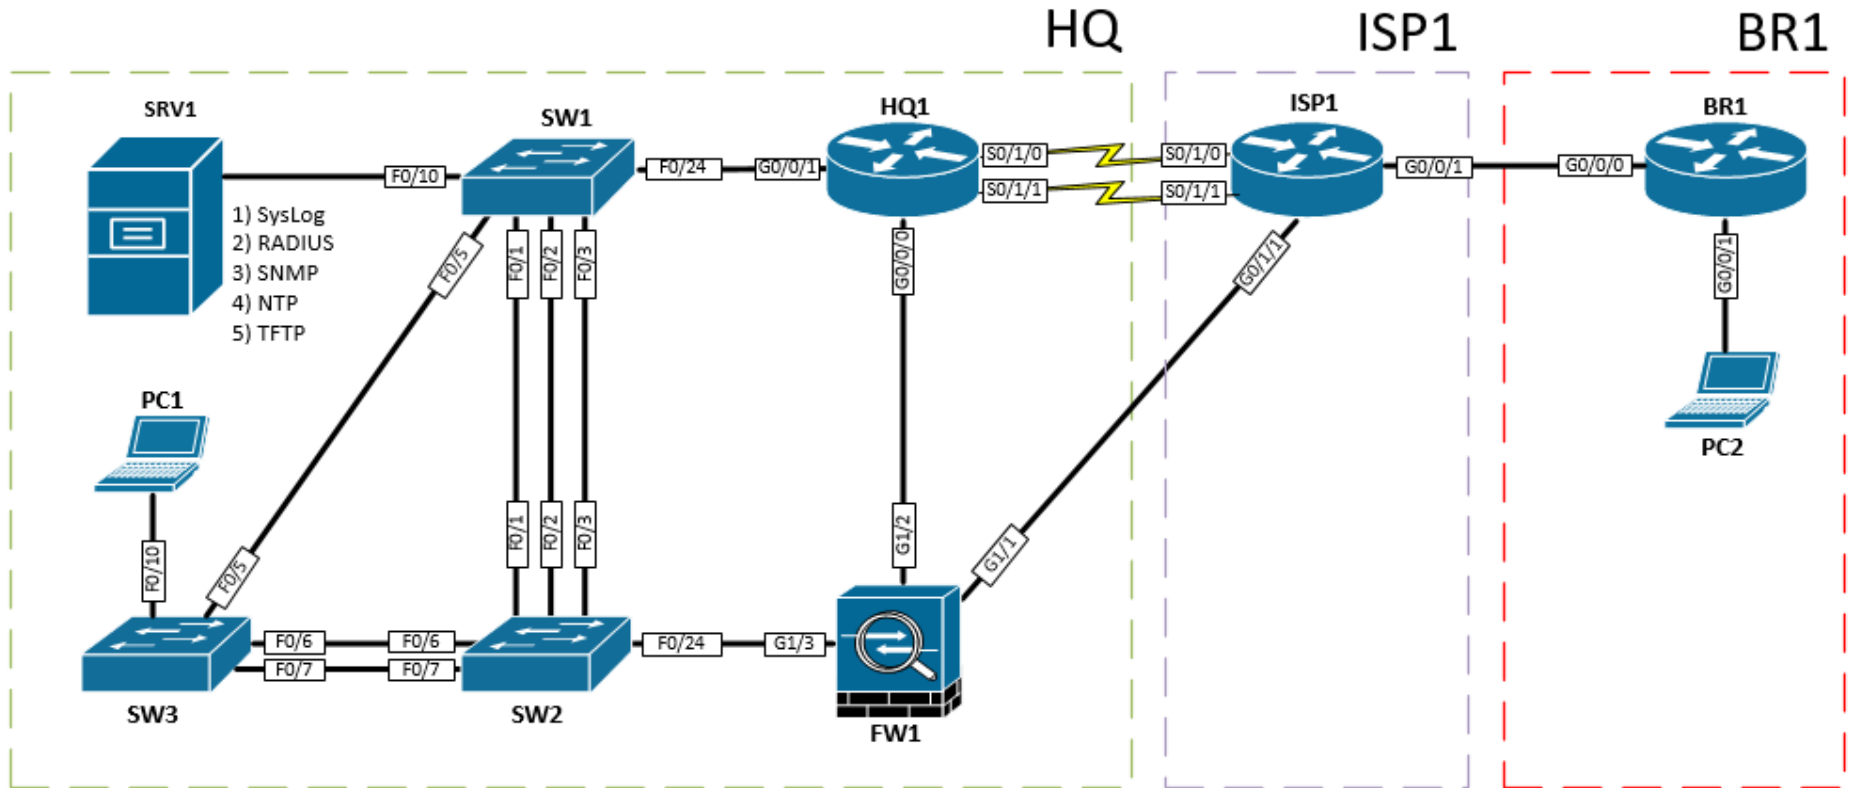 HQ
ISP1
BR1
SRV1
SW1
HQ1
ISP1
BR1
F0/10
F0/24
G0/0/1
S0/1/0
S0/1/0
S0/1/1
S0/1/1
G0/0/1
G0/0/0
1) SysLog
2) RADIUS
3) SNMP
4) NTP
5) TFTP
F0/5
F0/1
F0/2
F0/3
G0/0/0
G0/1/1
G0/0/1
PC1
PC2
F0/10
F0/5
F0/1
F0/2
F0/3
G1/2
G1/1
F0/6
F0/6
F0/24
G1/3
F0/7
F0/7
SW3
SW2
FW1